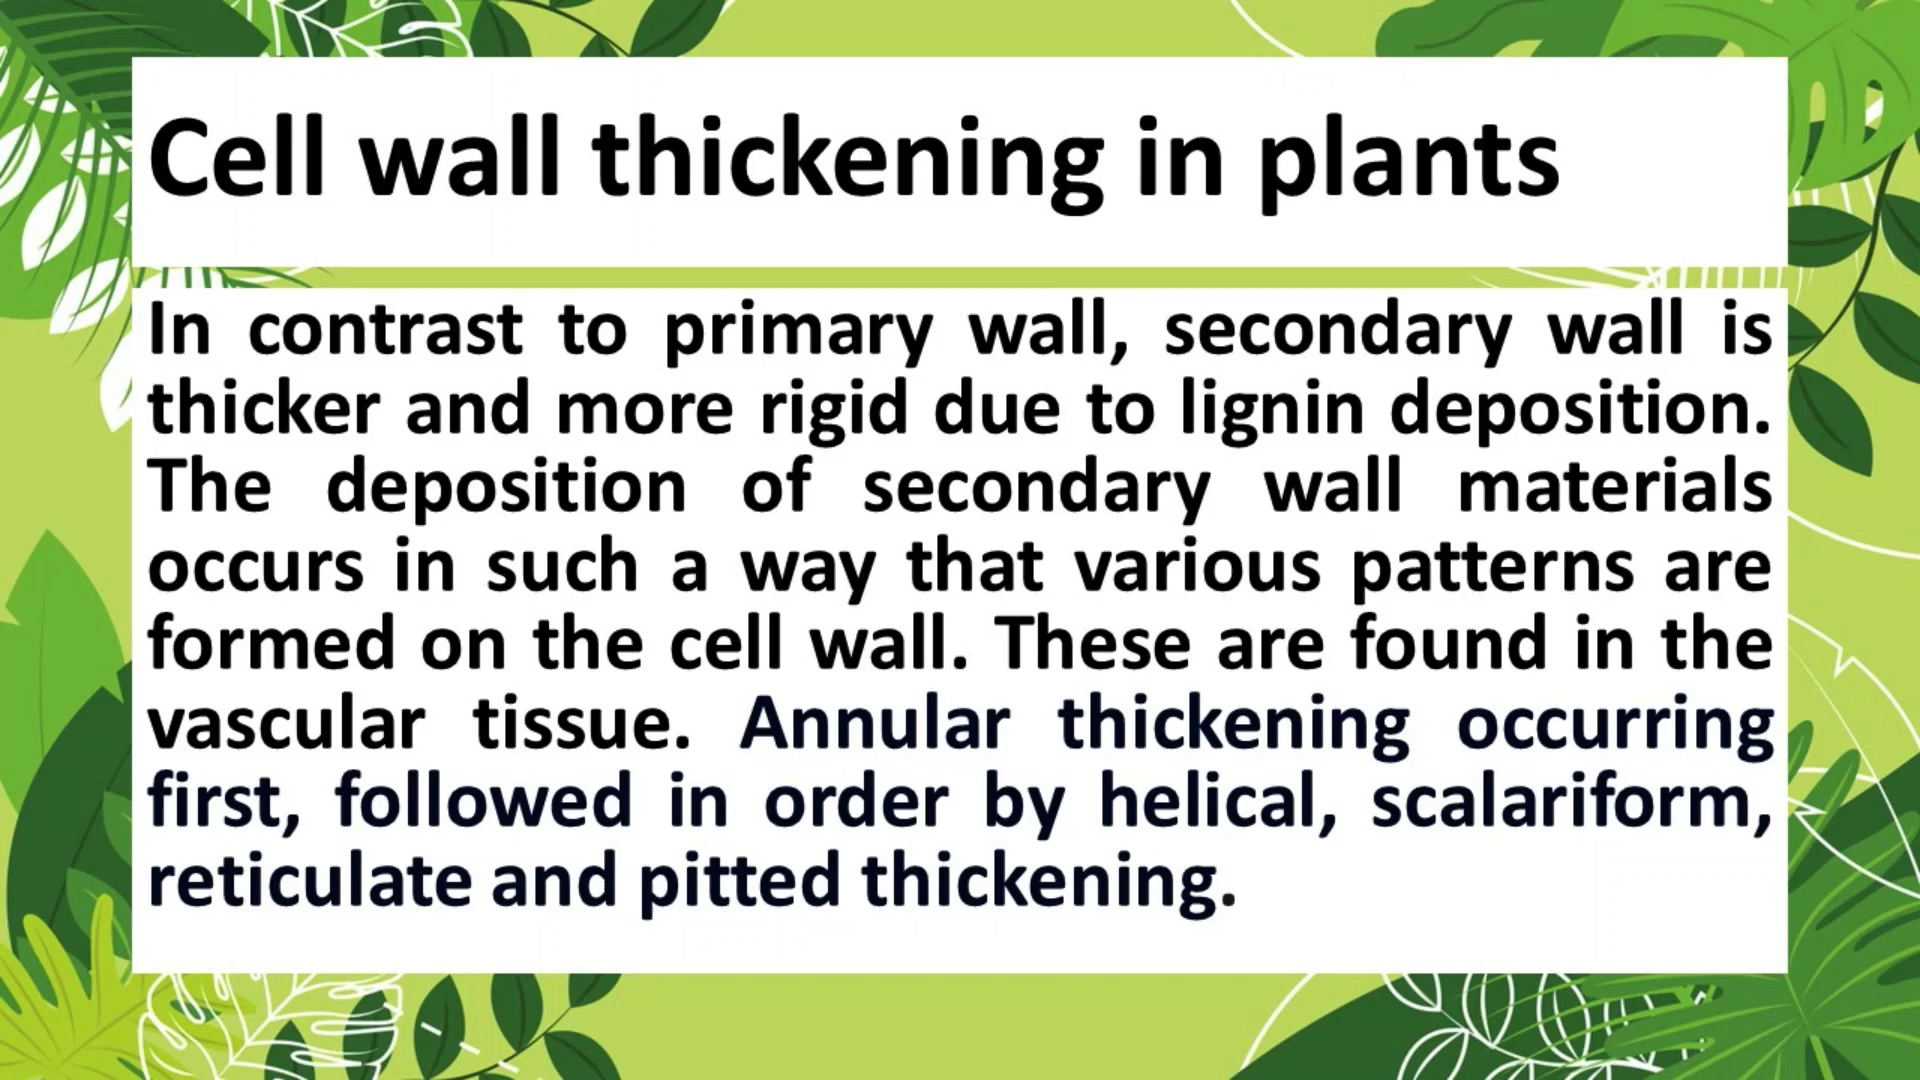 Cell wall thickening in plants
In contrast to primary wall, secondary wall is
thicker and more rigid due to lignin deposition.
The deposition of secondary wall materials
occurs in such a way that various patterns are
formed on the cell wall. These are found in the
vascular tissue. Annular thickening occurring
first, followed in order by helical, scalariform,
reticulate and pitted thickening.